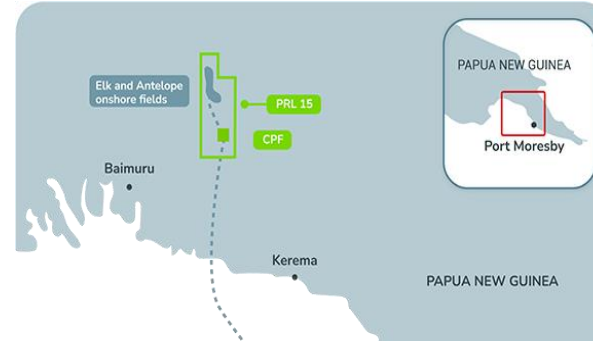 Elk and Antelope
onshore fields
PRL 15
CPF
Baimuru
Kerema
PAPUA NEW GUINEA
PAPUA NEW GUINEA
Port Moresby